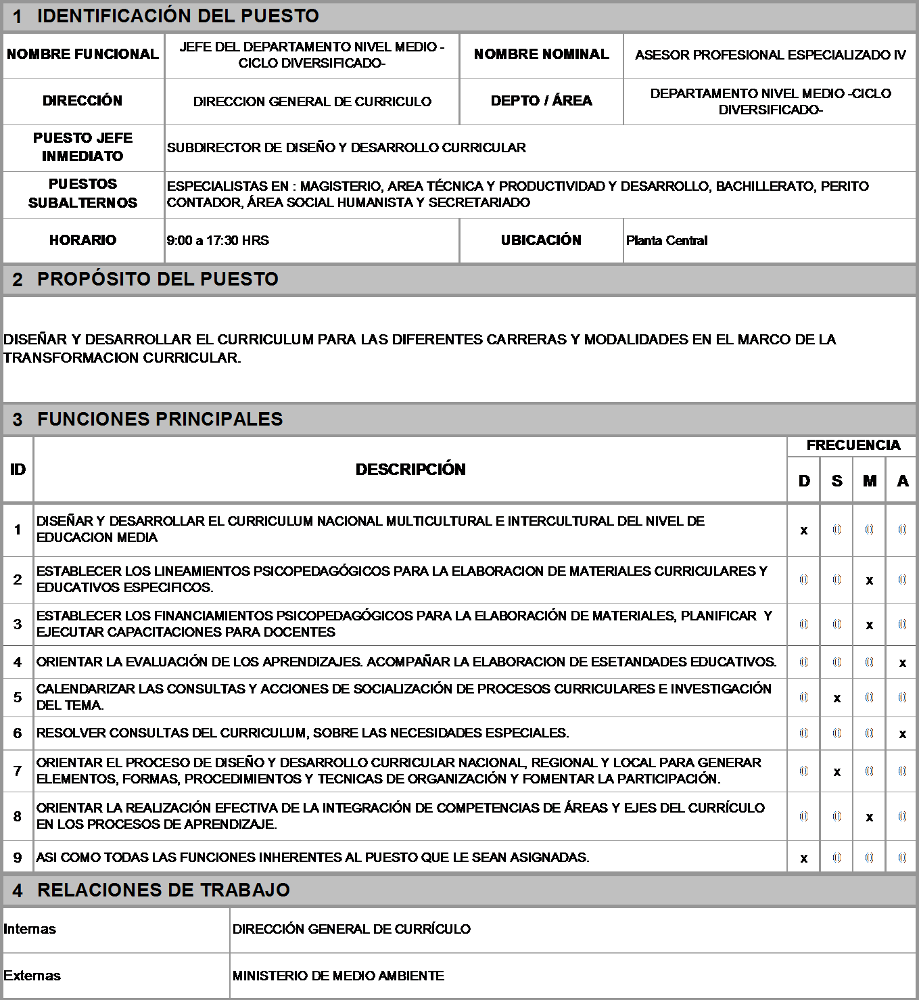 1 IDENTIFICACIÓN DEL PUESTO
NOMBRE FUNCIONAL
JEFE DEL DEPARTAMENTO NIVEL MEDIO -
CICLO DIVERSIFICADO-
NOMBRE NOMINAL
ASESOR PROFESIONAL ESPECIALIZADO IV
DIRECCIÓN
DIRECCION GENERAL DE CURRICULO
DEPTO / ÁREA
DEPARTAMENTO NIVEL MEDIO -CICLO
DIVERSIFICADO-
PUESTO JEFE
INMEDIATO
SUBDIRECTOR DE DISEÑO Y DESARROLLO CURRICULAR
PUESTOS
SUBALTERNOS
ESPECIALISTAS EN : MAGISTERIO, AREA TÉCNICA Y PRODUCTIVIDAD Y DESARROLLO, BACHILLERATO, PERITO
CONTADOR, ÁREA SOCIAL HUMANISTA Y SECRETARIADO
HORARIO
9:00 a 17:30 HRS
UBICACIÓN
Planta Central
2 PROPÓSITO DEL PUESTO
DISEÑAR Y DESARROLLAR EL CURRICULUM PARA LAS DIFERENTES CARRERAS Y MODALIDADES EN EL MARCO DE LA
TRANSFORMACION CURRICULAR.
3 FUNCIONES PRINCIPALES
ID
DESCRIPCIÓN
FRECUENCIA
D S M A
1
DISEÑAR Y DESARROLLAR EL CURRICULUM NACIONAL MULTICULTURAL E INTERCULTURAL DEL NIVEL DE
EDUCACION MEDIA
x 0 0 0
2
ESTABLECER LOS LINEAMIENTOS PSICOPEDAGÓGICOS PARA LA ELABORACION DE MATERIALES CURRICULARES Y
EDUCATIVOS ESPECIFICOS.
0 0 x 0
3
ESTABLECER LOS FINANCIAMIENTOS PSICOPEDAGÓGICOS PARA LA ELABORACIÓN DE MATERIALES, PLANIFICAR Y
EJECUTAR CAPACITACIONES PARA DOCENTES
0 0 x 0
4
ORIENTAR LA EVALUACIÓN DE LOS APRENDIZAJES. ACOMPAÑAR LA ELABORACION DE ESETANDADES EDUCATIVOS.
0 0 0 x
5
CALENDARIZAR LAS CONSULTAS Y ACCIONES DE SOCIALIZACIÓN DE PROCESOS CURRICULARES E INVESTIGACIÓN
DEL TEMA.
0 x 0 0
6
RESOLVER CONSULTAS DEL CURRICULUM, SOBRE LAS NECESIDADES ESPECIALES.
0 0 0 x
7
ORIENTAR EL PROCESO DE DISEÑO Y DESARROLLO CURRICULAR NACIONAL, REGIONAL Y LOCAL PARA GENERAR
ELEMENTOS, FORMAS, PROCEDIMIENTOS Y TECNICAS DE ORGANIZACIÓN Y FOMENTAR LA PARTICIPACIÓN.
0 x 0 0
8
ORIENTAR LA REALIZACIÓN EFECTIVA DE LA INTEGRACIÓN DE COMPETENCIAS DE ÁREAS Y EJES DEL CURRÍCULO
EN LOS PROCESOS DE APRENDIZAJE.
0 0 x 0
9
ASI COMO TODAS LAS FUNCIONES INHERENTES AL PUESTO QUE LE SEAN ASIGNADAS.
x 0 0 0
4 RELACIONES DE TRABAJO
Internas
DIRECCIÓN GENERAL DE CURRÍCULO
Externas
MINISTERIO DE MEDIO AMBIENTE